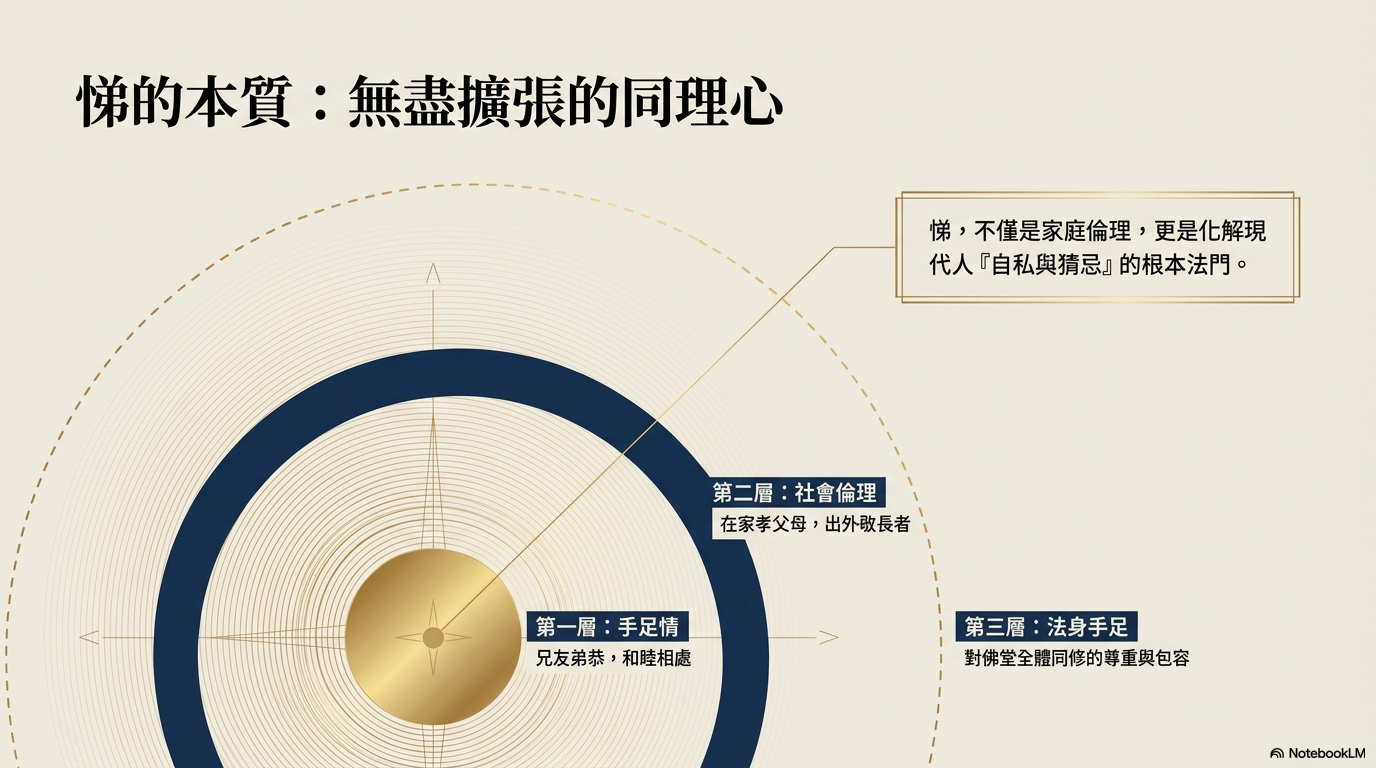 悌的本質：無盡擴張的同理心
悌，不僅是家庭倫理，更是化解現
代人『自私與猜忌』的根本法門。
第二層：社會倫理
在家孝父母，出外敬長者
第一層：手足情
兄友弟恭，和睦相處
第三層：法身手足
對佛堂全體同修的尊重與包容
NotebookLM